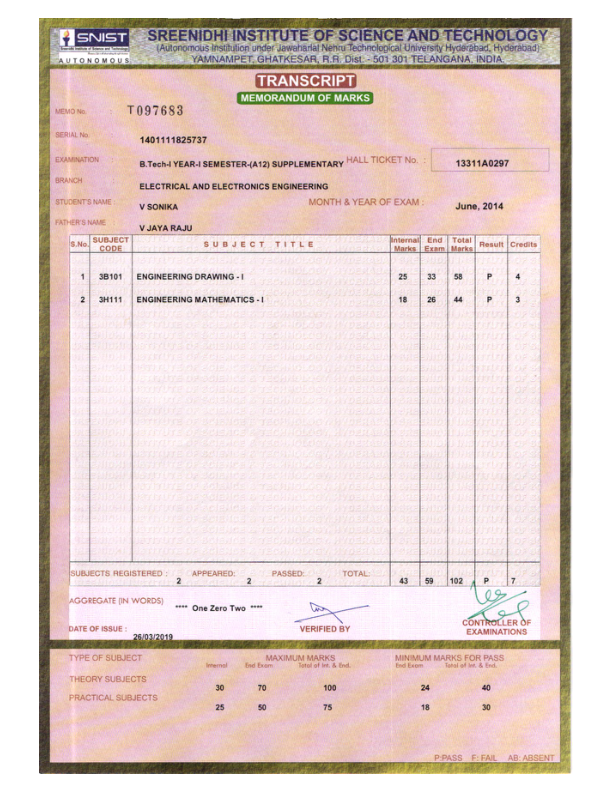 SNIST
Sreenidhi Institute of Science and Technology
AUTONOMOUS
SREENIDHI INSTITUTE OF SCIENCE AND TECHNOLOGY
(Autonomous Institution under Jawaharlal Nehru Technological University Hyderabad, Hyderabad)
YAMNAMPET, GHATKESAR, R.R. Dist. - 501 301 TELANGANA, INDIA.
TRANSCRIPT
MEMORANDUM OF MARKS
MEMO No. : T097683
SERIAL No. : 1401111825737
EXAMINATION : B.Tech-I YEAR-I SEMESTER-(A12) SUPPLEMENTARY HALL TICKET No. : 13311A0297
BRANCH : ELECTRICAL AND ELECTRONICS ENGINEERING
STUDENT'S NAME : V SONIKA MONTH & YEAR OF EXAM : June, 2014
FATHER'S NAME : V JAYA RAJU
S.No. SUBJECT CODE SUBJECT TITLE Internal Marks End Exam Total Marks Result Credits
1 3B101 ENGINEERING DRAWING - I 25 33 58 P 4
2 3H111 ENGINEERING MATHEMATICS - I 18 26 44 P 3
SUBJECTS REGISTERED : 2 APPEARED: 2 PASSED: 2 TOTAL: 43 59 102 P 7
AGGREGATE (IN WORDS) **** One Zero Two ****
DATE OF ISSUE : 26/03/2019 VERIFIED BY CONTROLLER OF EXAMINATIONS
TYPE OF SUBJECT MAXIMUM MARKS MINIMUM MARKS FOR PASS
Internal End Exam Total of Int. & End. End Exam Total of Int. & End.
THEORY SUBJECTS 30 70 100 24 40
PRACTICAL SUBJECTS 25 50 75 18 30
P:PASS F: FAIL AB: ABSENT